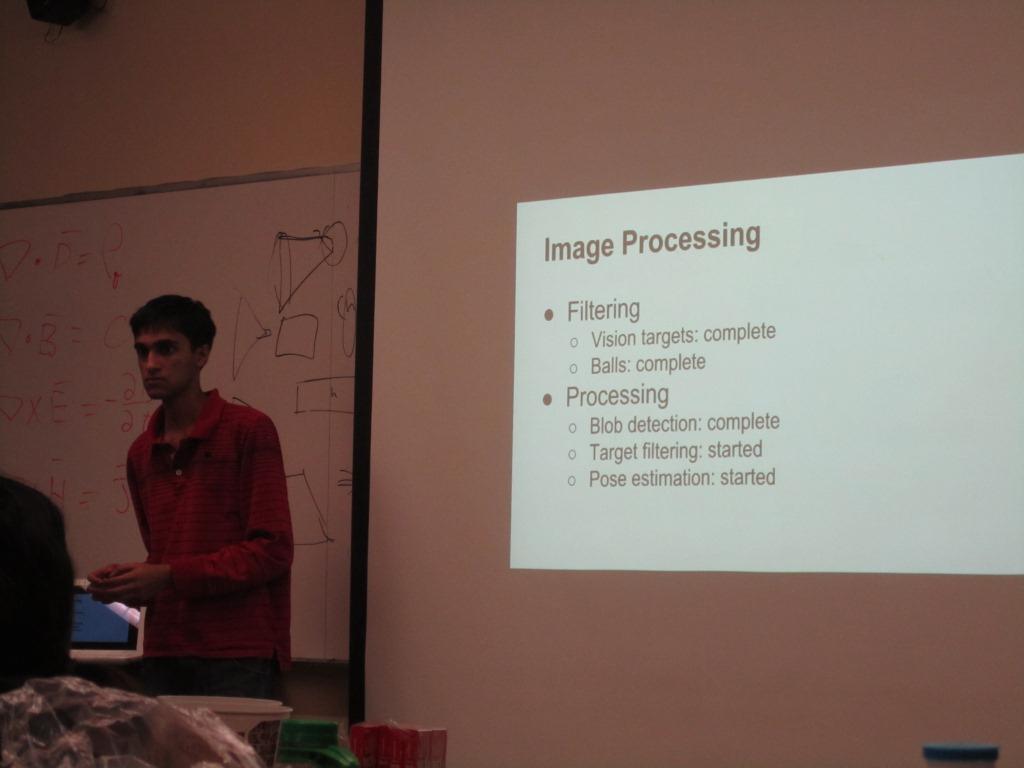 ∇ · D̅ = ρ
∇ · B̅ =
∇ X E̅ = - ∂
H̅ =
Image Processing
● Filtering
○ Vision targets: complete
○ Balls: complete
● Processing
○ Blob detection: complete
○ Target filtering: started
○ Pose estimation: started